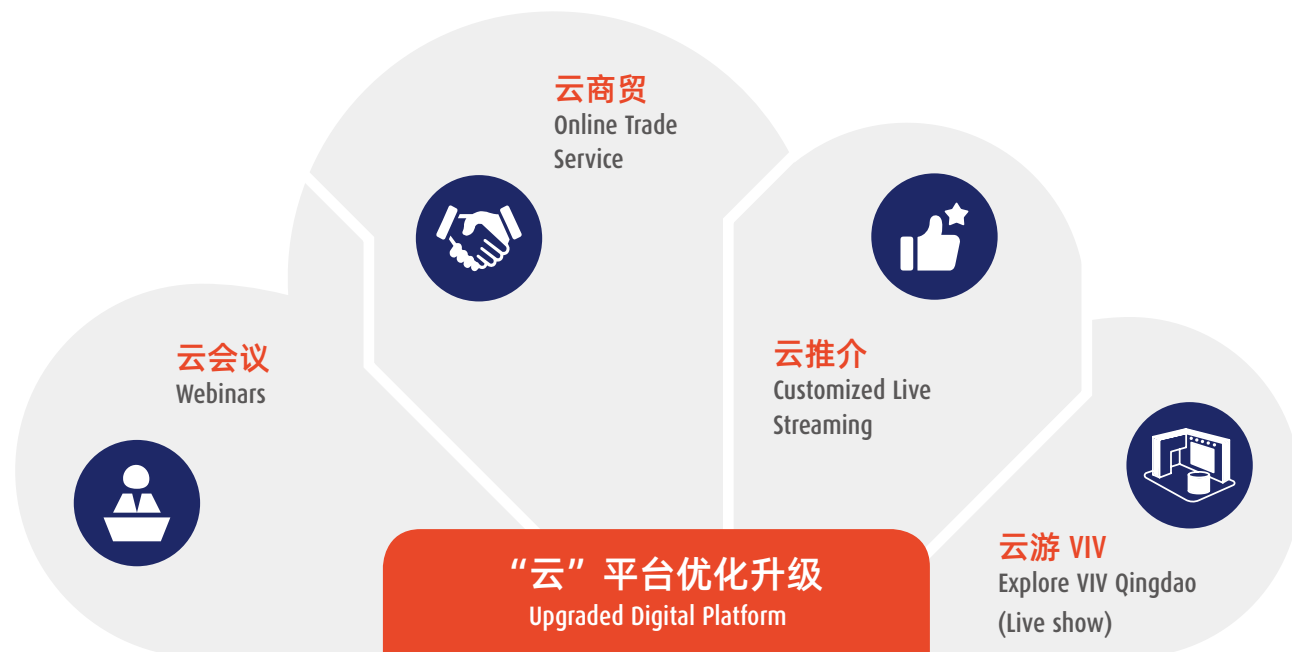 云商贸
Online Trade
Service
云会议
Webinars
云推介
Customized Live
Streaming
云游 VIV
Explore VIV Qingdao
(Live show)
“云”平台优化升级
Upgraded Digital Platform